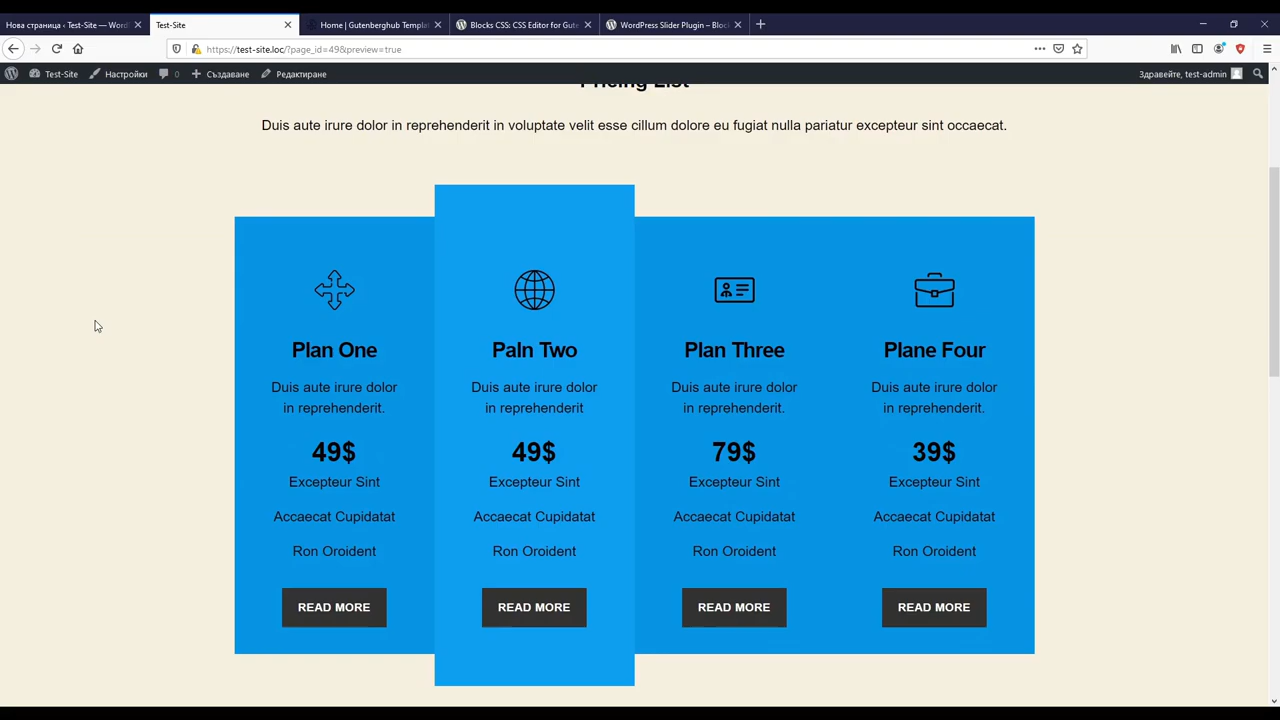 Нова страница ‹ Test-Site — Word
Test-Site
Home | Gutenberghub Templat
Blocks CSS: CSS Editor for Gute
WordPress Slider Plugin – Block
https://test-site.loc/?page_id=49&preview=true
Test-Site
Настройки
0
Създаване
Редактиране
Здравейте, test-admin
Pricing List
Duis aute irure dolor in reprehenderit in voluptate velit esse cillum dolore eu fugiat nulla pariatur excepteur sint occaecat.
Plan One
Duis aute irure dolor
in reprehenderit.
49$
Excepteur Sint
Accaecat Cupidatat
Ron Oroident
READ MORE
Paln Two
Duis aute irure dolor
in reprehenderit
49$
Excepteur Sint
Accaecat Cupidatat
Ron Oroident
READ MORE
Plan Three
Duis aute irure dolor
in reprehenderit.
79$
Excepteur Sint
Accaecat Cupidatat
Ron Oroident
READ MORE
Plane Four
Duis aute irure dolor
in reprehenderit.
39$
Excepteur Sint
Accaecat Cupidatat
Ron Oroident
READ MORE